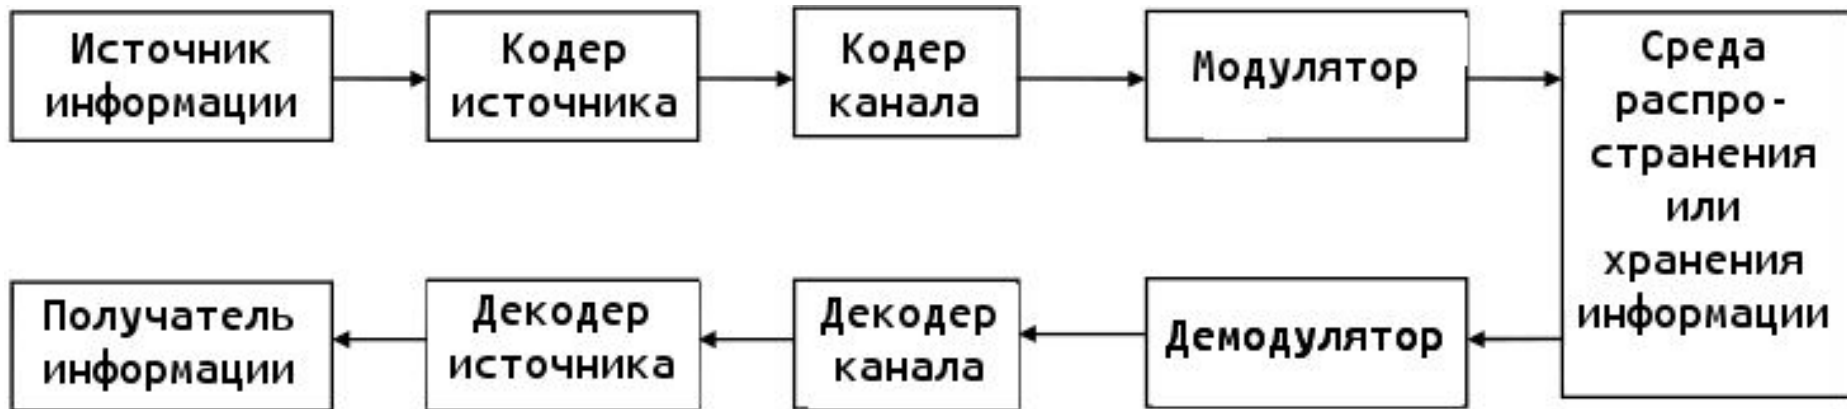 Источник
информации
Кодер
источника
Кодер
канала
Модулятор
Среда
распро-
странения
или
хранения
информации
Получатель
информации
Декодер
источника
Декодер
канала
Демодулятор